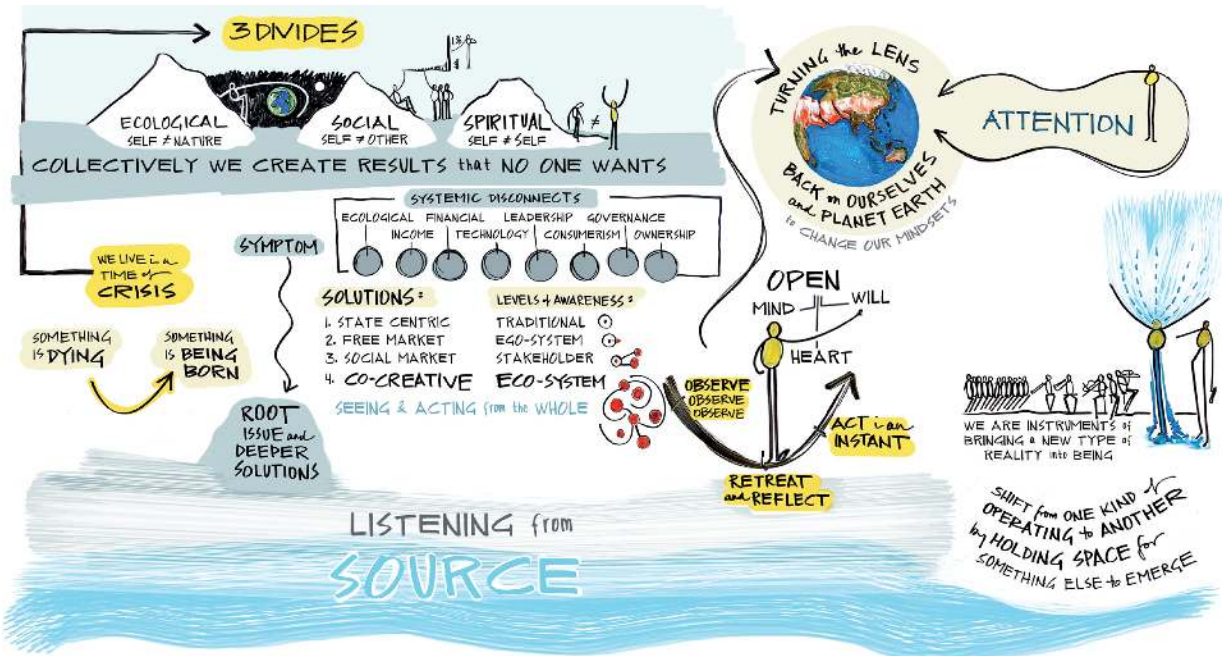 3 DIVIDES
1%
ECOLOGICAL
SELF ≠ NATURE
SOCIAL
SELF ≠ OTHER
SPIRITUAL
SELF ≠ SELF
≠
COLLECTIVELY WE CREATE RESULTS that NO ONE WANTS
SYSTEMIC DISCONNECTS
ECOLOGICAL FINANCIAL LEADERSHIP GOVERNANCE
INCOME TECHNOLOGY CONSUMERISM OWNERSHIP
WE LIVE in a
TIME of
CRISIS
SOMETHING
IS DYING
SOMETHING
IS BEING
BORN
SYMPTOM
ROOT
ISSUE and
DEEPER
SOLUTIONS
SOLUTIONS:
1. STATE CENTRIC
2. FREE MARKET
3. SOCIAL MARKET
4. CO-CREATIVE
LEVELS of AWARENESS:
TRADITIONAL
EGO-SYSTEM
STAKEHOLDER
ECO-SYSTEM
SEEING & ACTING from the WHOLE
TURNING the LENS
BACK on OURSELVES
and PLANET EARTH
to CHANGE OUR MINDSETS
ATTENTION
OPEN
MIND
WILL
HEART
OBSERVE
OBSERVE
OBSERVE
RETREAT
and REFLECT
ACT in an
INSTANT
WE ARE INSTRUMENTS of
BRINGING a NEW TYPE of
REALITY into BEING
SHIFT from ONE KIND of
OPERATING to ANOTHER
by HOLDING SPACE for
SOMETHING ELSE to EMERGE
LISTENING from
SOURCE